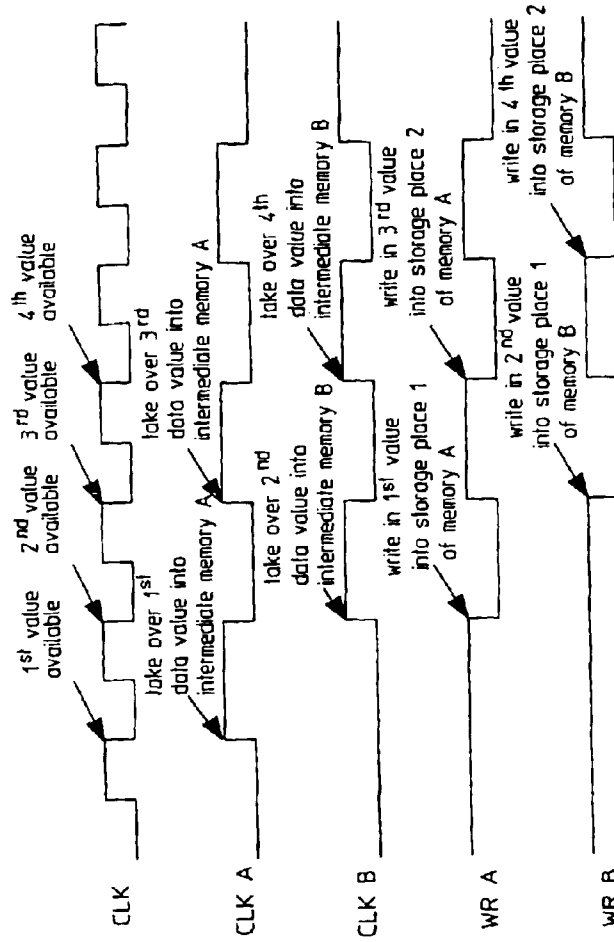 CLK
1st value
available
2nd value
available
3rd value
available
4th value
available
CLK A
take over 1st
data value into
intermediate memory A
take over 3rd
data value into
intermediate memory A
CLK B
take over 2nd
data value into
intermediate memory B
take over 4th
data value into
intermediate memory B
WR A
write in 1st value
into storage place 1
of memory A
write in 3rd value
into storage place 2
of memory A
WR B
write in 2nd value
into storage place 1
of memory B
write in 4th value
into storage place 2
of memory B